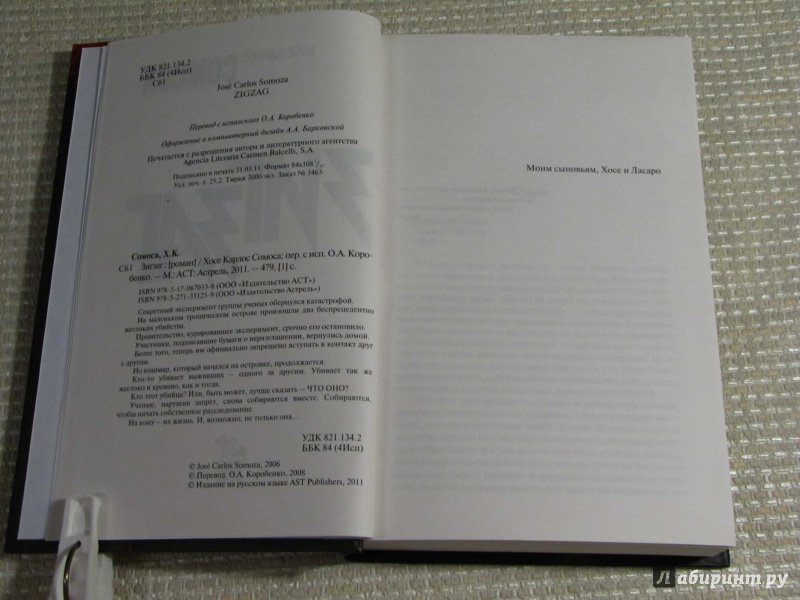 УДК 821.134.2
ББК 84 (4Исп)
С61
José Carlos Somoza
ZIGZAG
Перевод с испанского О.А. Коробенко
Оформление и компьютерный дизайн А.А. Барковской
Печатается с разрешения автора и литературного агентства
Agencia Literaria Carmen Balcells, S.A.
Подписано в печать 31.03.11. Формат 84x108
Усл. печ. л. 25,2. Тираж 3000 экз. Заказ № 3463.
Сомоса, Х.К.
С61 Зигзаг : [роман] / Хосе Карлос Сомоса; пер. с исп. О.А. Коро-
бенко. — М.: АСТ: Астрель, 2011. — 479, [1] с.
ISBN 978-5-17-067033-8 (ООО «Издательство АСТ»)
ISBN 978-5-271-35125-9 (ООО «Издательство Астрель»)
Секретный эксперимент группы ученых обернулся катастрофой.
На маленьком тропическом острове произошли два беспрецедентно
жестоких убийства.
Правительство, курировавшее эксперимент, срочно его остановило.
Участники, подписавшие бумаги о неразглашении, вернулись домой.
Более того, теперь им официально запрещено вступать в контакт друг
с другом.
Но кошмар, который начался на островке, продолжается.
Кто-то убивает выживших — одного за другим. Убивает так же
жестоко и кроваво, как и тогда.
Кто этот убийца? Или, быть может, лучше сказать — ЧТО ОНО?
Ученые, нарушив запрет, снова собираются вместе. Собираются,
чтобы начать собственное расследование.
На кону — их жизнь. И, возможно, не только она...
УДК 821.134.2
ББК 84 (4Исп)
© José Carlos Somoza, 2006
© Перевод. О.А. Коробенко, 2008
© Издание на русском языке AST Publishers, 2011
Моим сыновьям, Хосе и Ласаро
Л абиринт.ру